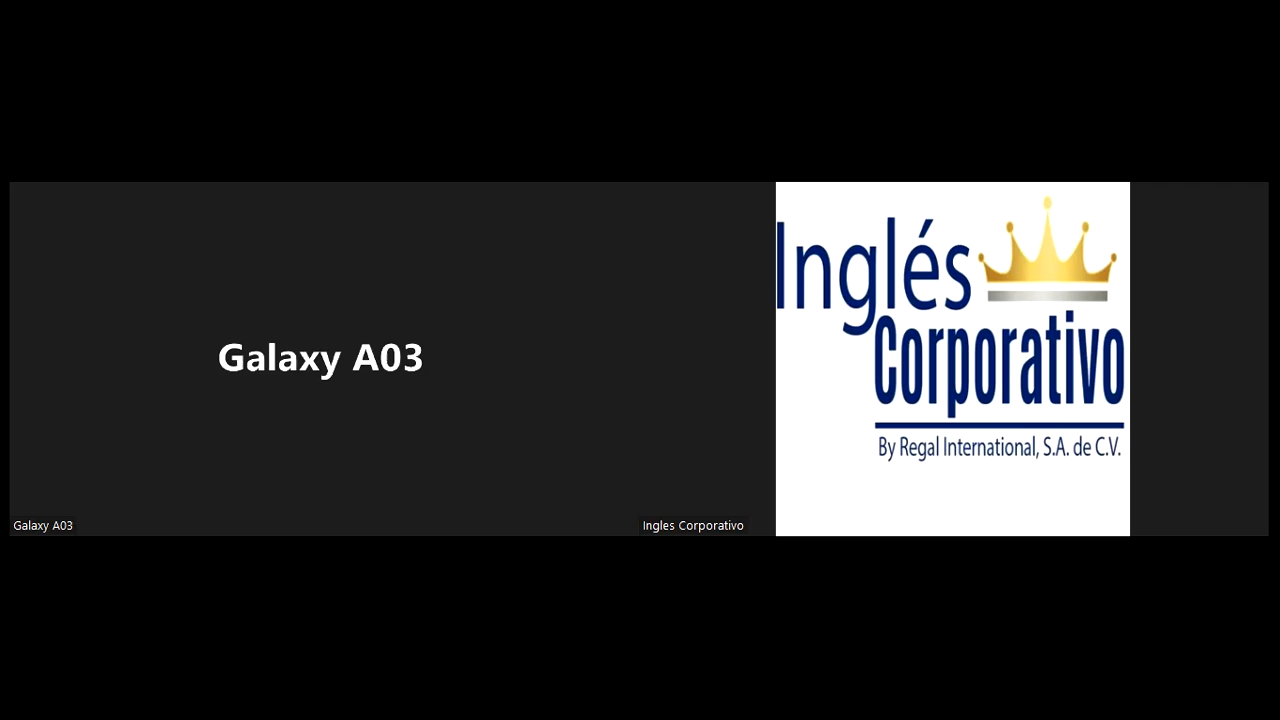 Galaxy A03
Galaxy A03
Ingles Corporativo
Inglés
Corporativo
By Regal International, S.A. de C.V.